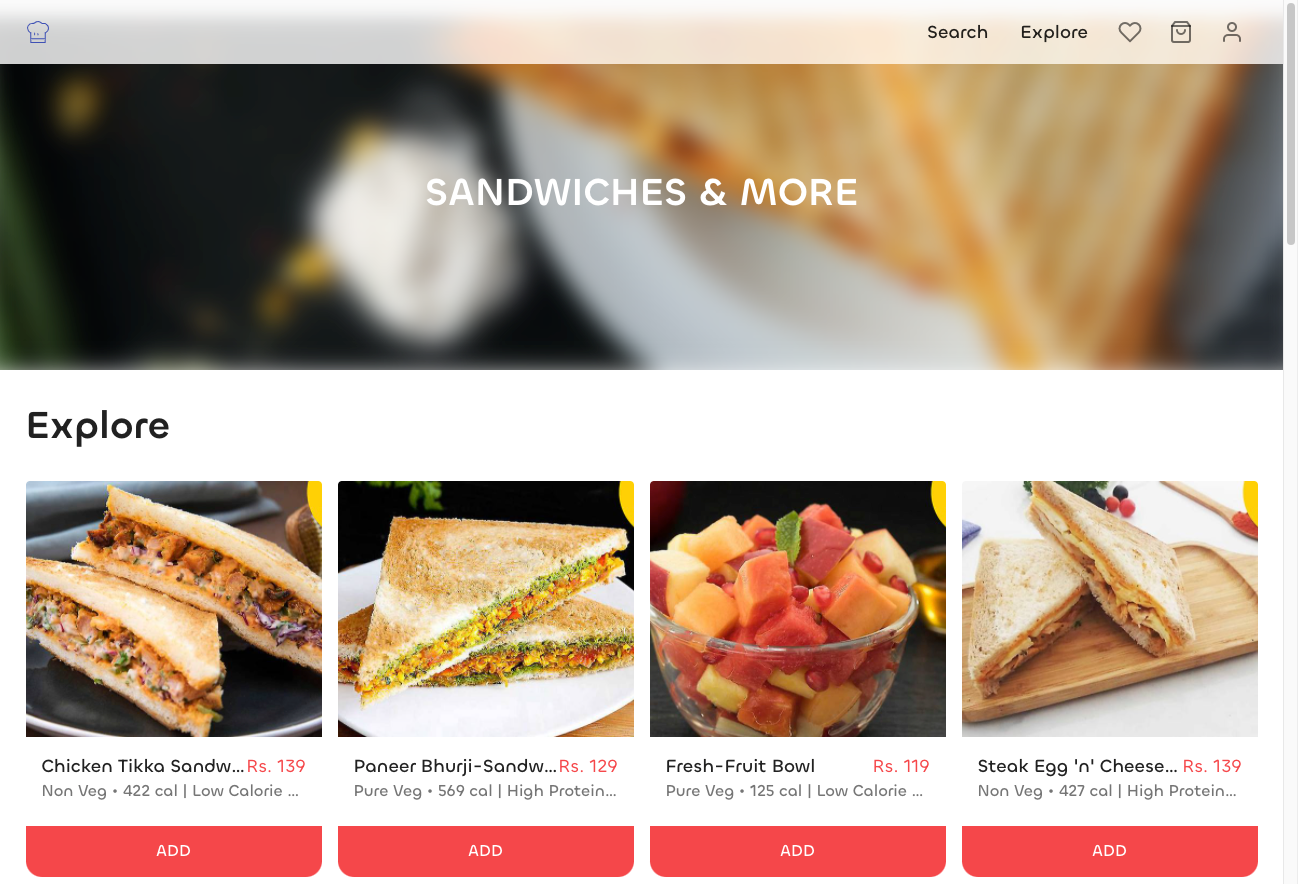 Search Explore
SANDWICHES & MORE
Explore
Chicken Tikka Sandw... Rs. 139
Non Veg • 422 cal | Low Calorie ...
ADD
Paneer Bhurji-Sandw... Rs. 129
Pure Veg • 569 cal | High Protein...
ADD
Fresh-Fruit Bowl Rs. 119
Pure Veg • 125 cal | Low Calorie ...
ADD
Steak Egg 'n' Cheese... Rs. 139
Non Veg • 427 cal | High Protein...
ADD